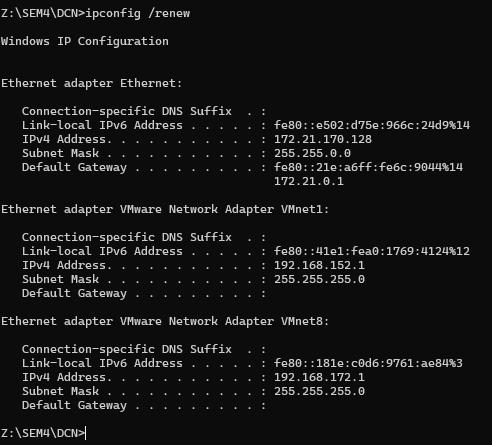 Z:\SEM4\DCN>ipconfig /renew
Windows IP Configuration
Ethernet adapter Ethernet:
Connection-specific DNS Suffix  . :
Link-local IPv6 Address . . . . . : fe80::e502:d75e:966c:24d9%14
IPv4 Address. . . . . . . . . . . : 172.21.170.128
Subnet Mask . . . . . . . . . . . : 255.255.0.0
Default Gateway . . . . . . . . . : fe80::21e:a6ff:fe6c:9044%14
172.21.0.1
Ethernet adapter VMware Network Adapter VMnet1:
Connection-specific DNS Suffix  . :
Link-local IPv6 Address . . . . . : fe80::41e1:fea0:1769:4124%12
IPv4 Address. . . . . . . . . . . : 192.168.152.1
Subnet Mask . . . . . . . . . . . : 255.255.255.0
Default Gateway . . . . . . . . . :
Ethernet adapter VMware Network Adapter VMnet8:
Connection-specific DNS Suffix  . :
Link-local IPv6 Address . . . . . : fe80::181e:c0d6:9761:ae84%3
IPv4 Address. . . . . . . . . . . : 192.168.172.1
Subnet Mask . . . . . . . . . . . : 255.255.255.0
Default Gateway . . . . . . . . . :
Z:\SEM4\DCN>